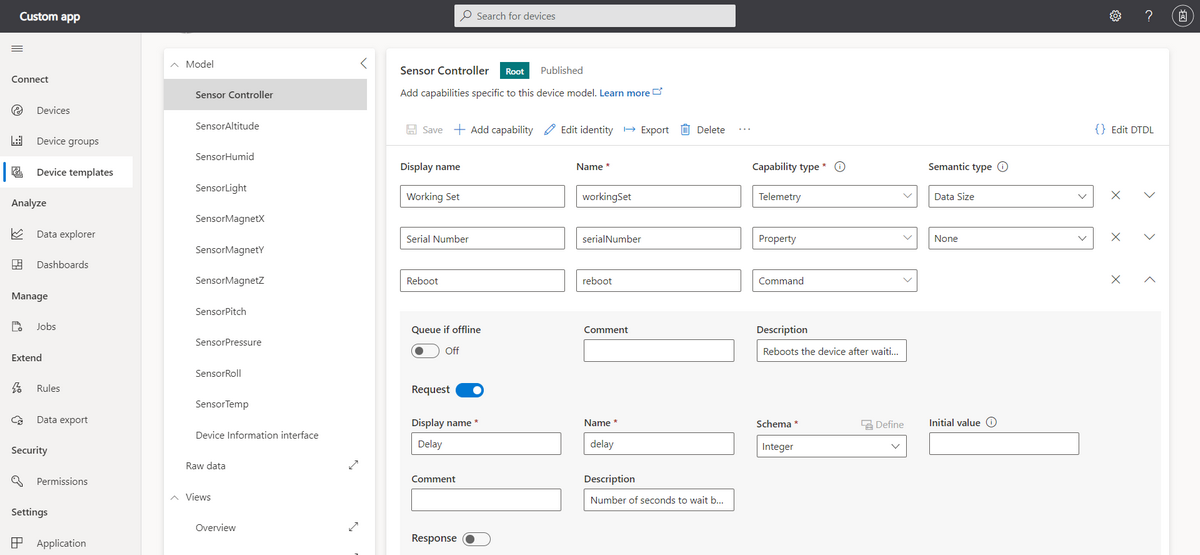 Custom app
Search for devices
?
Connect
Devices
Device groups
Device templates
Analyze
Data explorer
Dashboards
Manage
Jobs
Extend
Rules
Data export
Security
Permissions
Settings
Application
Model
Sensor Controller
SensorAltitude
SensorHumid
SensorLight
SensorMagnetX
SensorMagnetY
SensorMagnetZ
SensorPitch
SensorPressure
SensorRoll
SensorTemp
Device Information interface
Raw data
Views
Overview
Sensor Controller Root Published
Add capabilities specific to this device model. Learn more
Save Add capability Edit identity Export Delete ... {} Edit DTDL
Display name Name * Capability type * Semantic type
Working Set workingSet Telemetry Data Size
Serial Number serialNumber Property None
Reboot reboot Command
Queue if offline Comment Description
Off Reboots the device after waiti...
Request
Display name * Name * Schema * Define Initial value
Delay delay Integer
Comment Description
Number of seconds to wait b...
Response